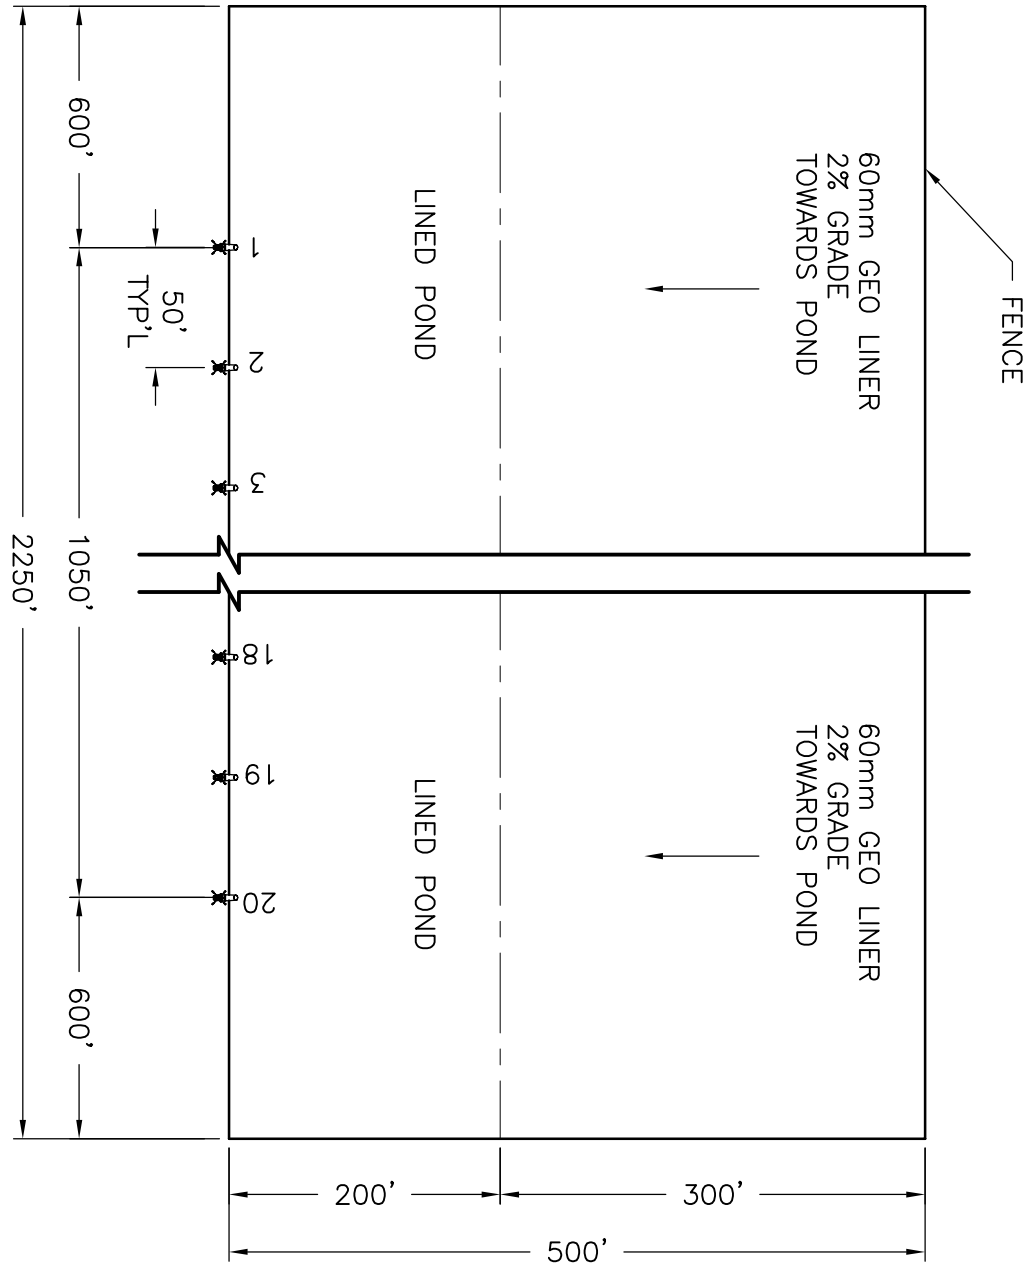 FENCE
60mm GEO LINER
2% GRADE
TOWARDS POND
60mm GEO LINER
2% GRADE
TOWARDS POND
LINED POND
LINED POND
1
2
3
18
19
20
50'
TYP'L
600'
1050'
600'
2250'
200'
300'
500'